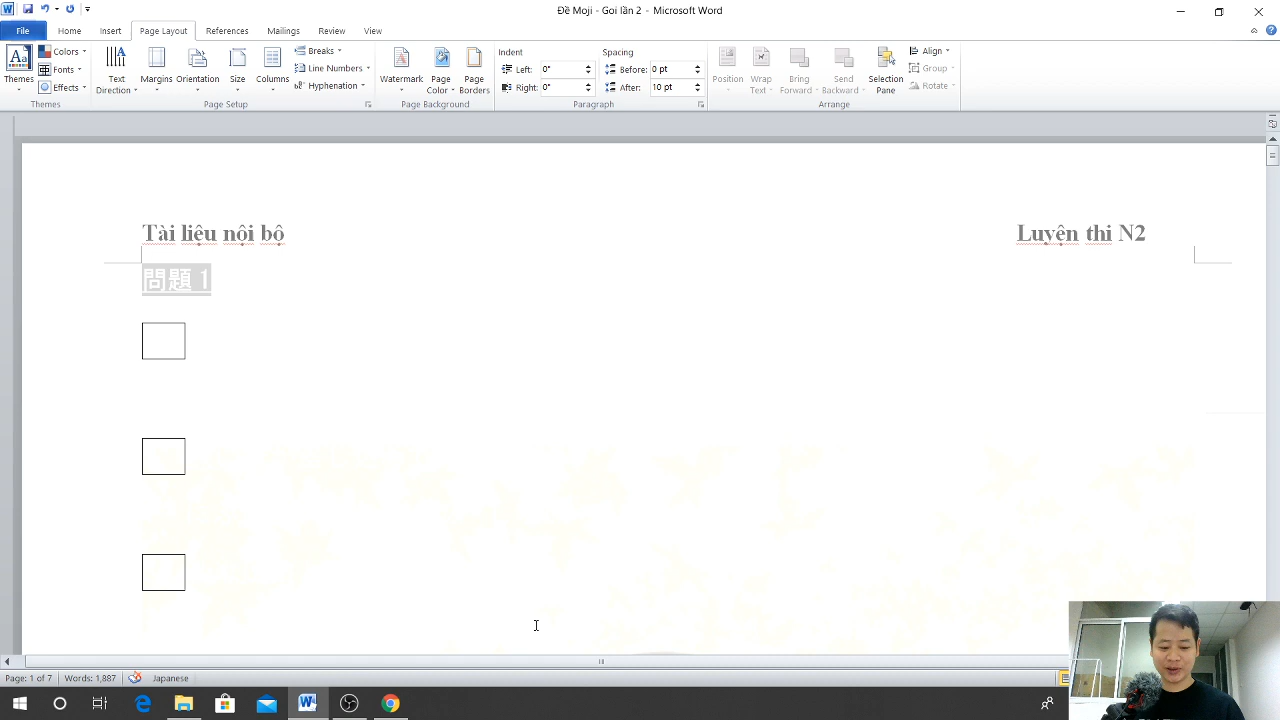 Đề Moji - Goi lần 2 - Microsoft Word
File Home Insert Page Layout References Mailings Review View
Themes
Colors
Fonts
Effects
Text Direction
Margins
Orientation
Size
Columns
Breaks
Line Numbers
Hyphenation
Watermark
Page Color
Page Borders
Indent
Left: 0"
Right: 0"
Spacing
Before: 0 pt
After: 10 pt
Position
Wrap Text
Bring Forward
Send Backward
Selection Pane
Align
Group
Rotate
Themes Page Setup Page Background Paragraph Arrange
Tài liệu nội bộ
Luyện thi N2
問題 1
Page: 1 of 7 Words: 1,887 Japanese